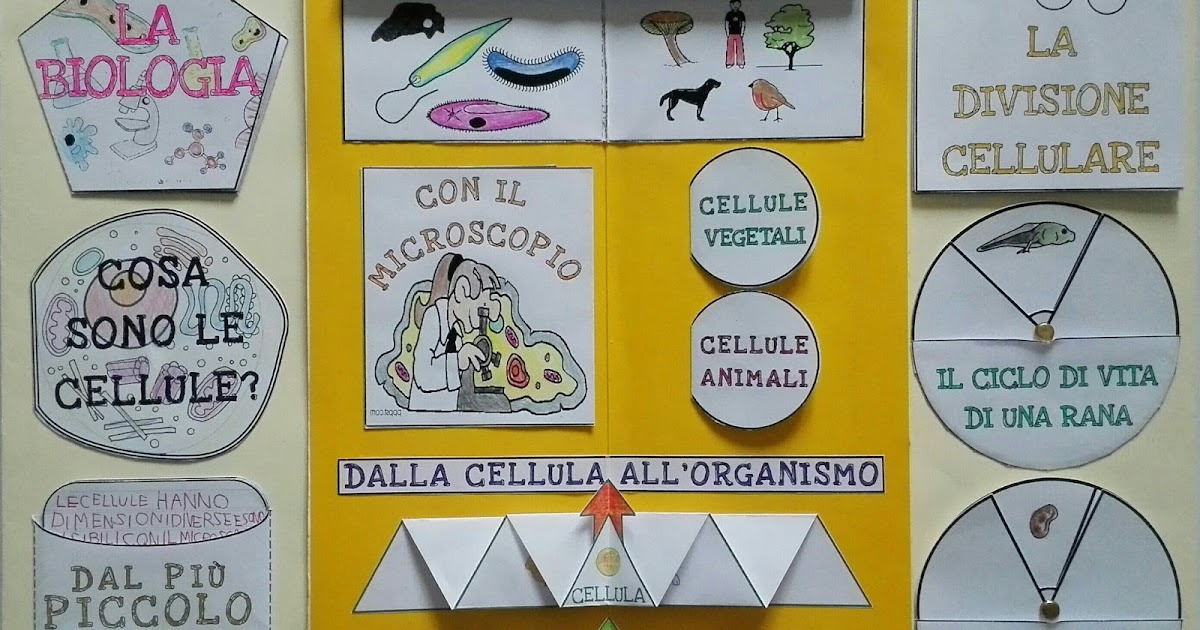 LA
BIOLOGIA
COSA
SONO LE
CELLULE?
LE CELLULE HANNO
DIMENSIONI DIVERSE E SONO
DAL PIÙ
PICCOLO
CON IL
MICROSCOPIO
CELLULE
VEGETALI
CELLULE
ANIMALI
DALLA CELLULA ALL'ORGANISMO
CELLULA
LA
DIVISIONE
CELLULARE
IL CICLO DI VITA
DI UNA RANA